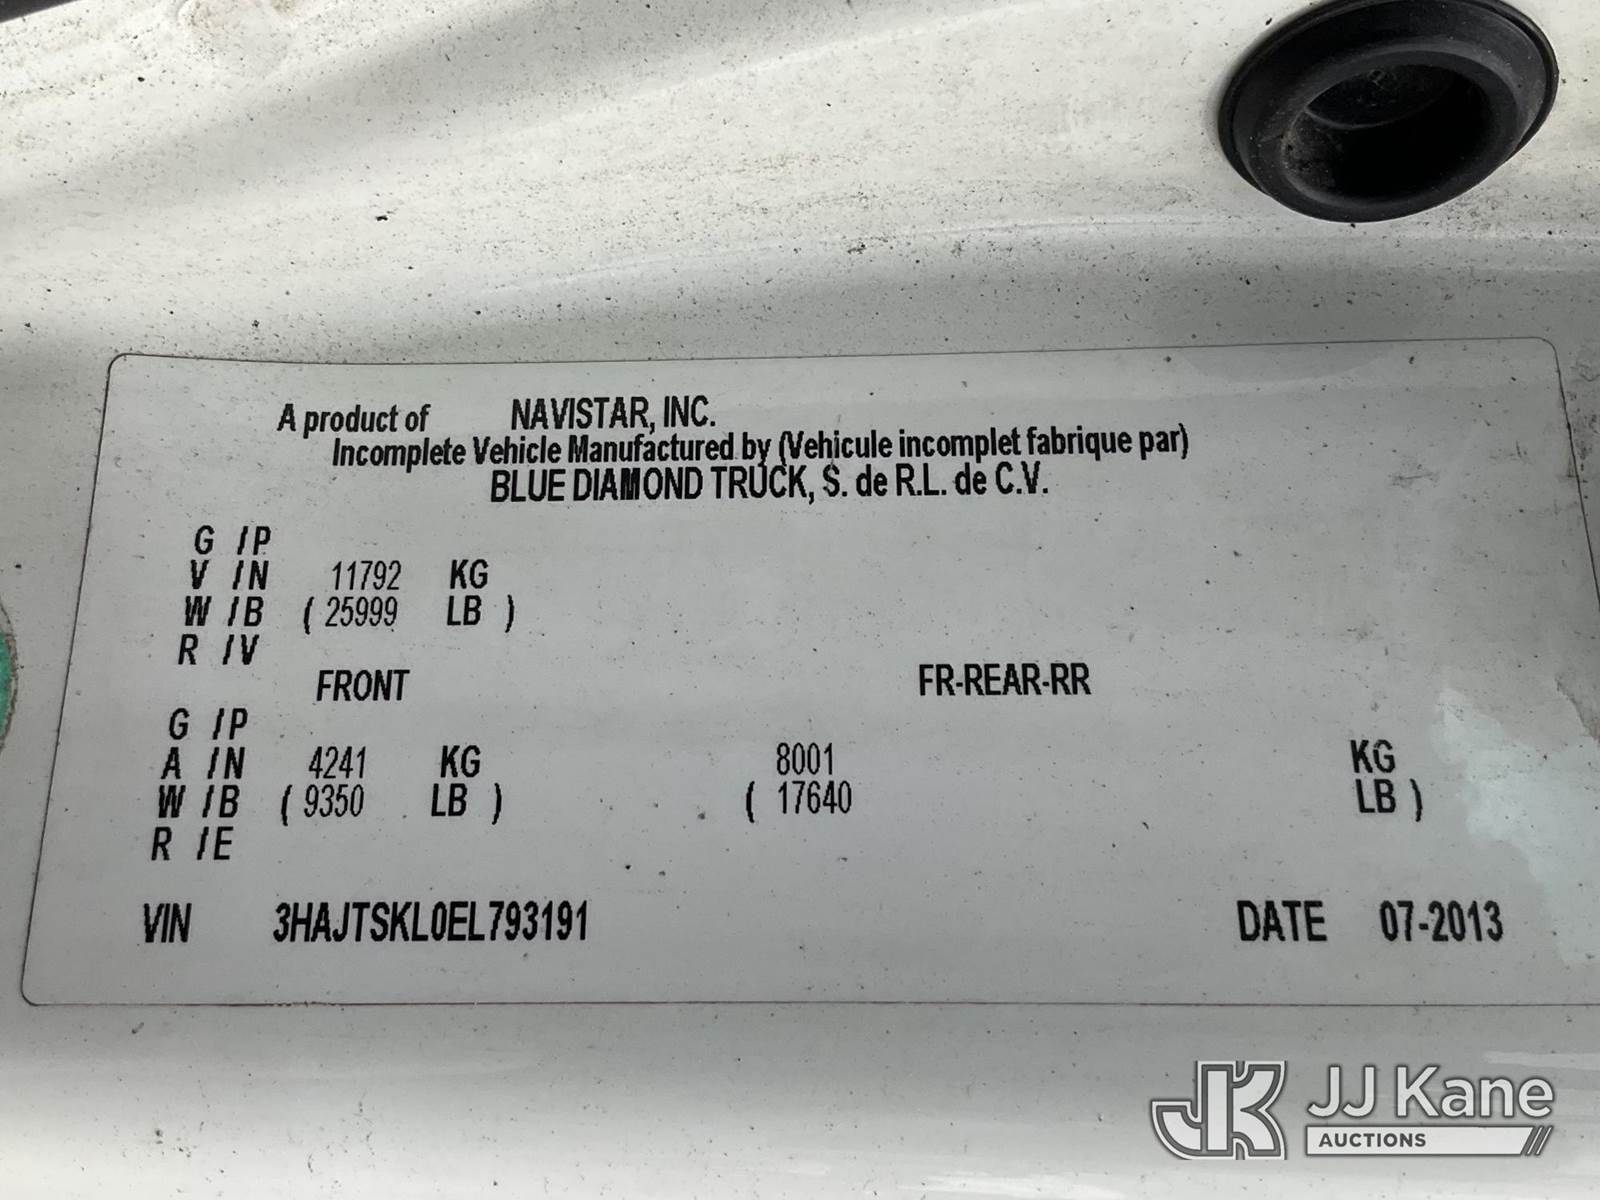 A product of NAVISTAR, INC.
Incomplete Vehicle Manufactured by (Vehicule incomplet fabrique par)
BLUE DIAMOND TRUCK, S. de R.L. de C.V.
G /P
V /N 11792 KG
W /B ( 25999 LB )
R /V
FRONT FR-REAR-RR
G /P
A /N 4241 KG 8001 KG
W /B ( 9350 LB ) ( 17640 LB )
R /E
VIN 3HAJTSKL0EL793191 DATE 07-2013
JK JJ Kane
AUCTIONS